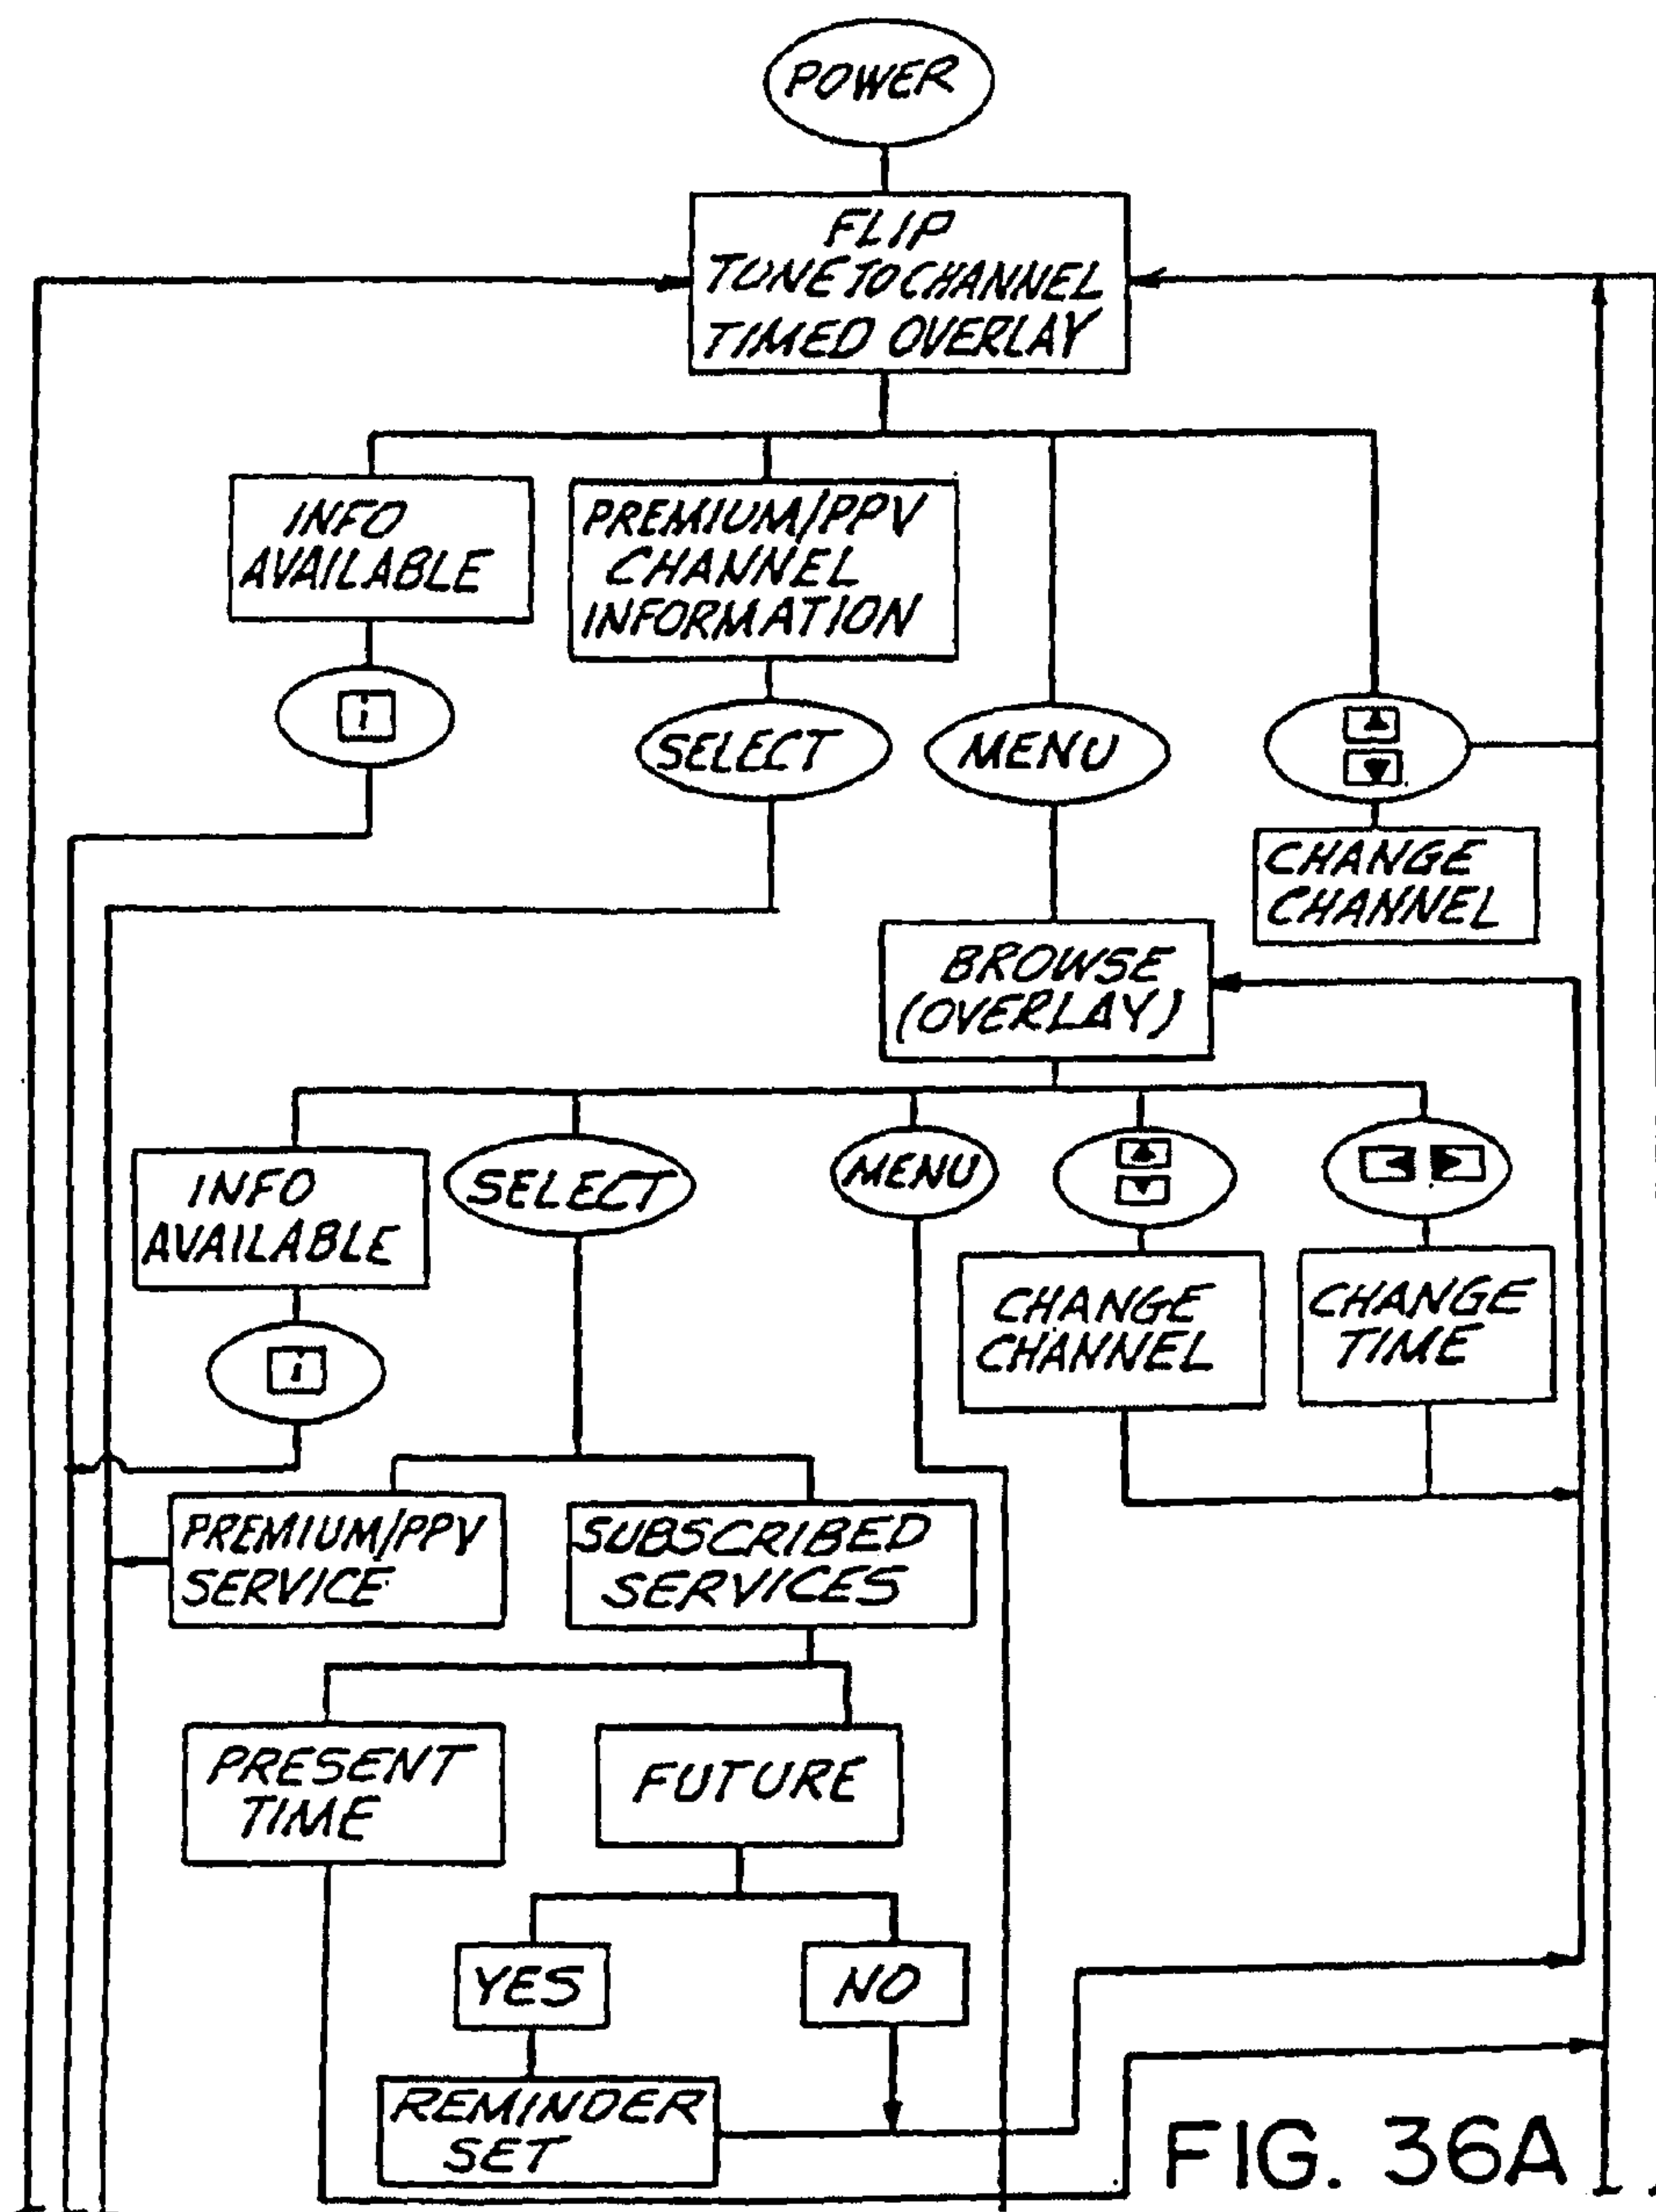 POWER
FLIP
TUNE TO CHANNEL
TIMED OVERLAY
INFO
AVAILABLE
PREMIUM/PPV
CHANNEL
INFORMATION
i
SELECT
MENU
CHANGE
CHANNEL
BROWSE
(OVERLAY)
INFO
AVAILABLE
SELECT
MENU
i
CHANGE
CHANNEL
CHANGE
TIME
PREMIUM/PPV
SERVICE
SUBSCRIBED
SERVICES
PRESENT
TIME
FUTURE
YES
NO
REMINDER
SET
FIG. 36A